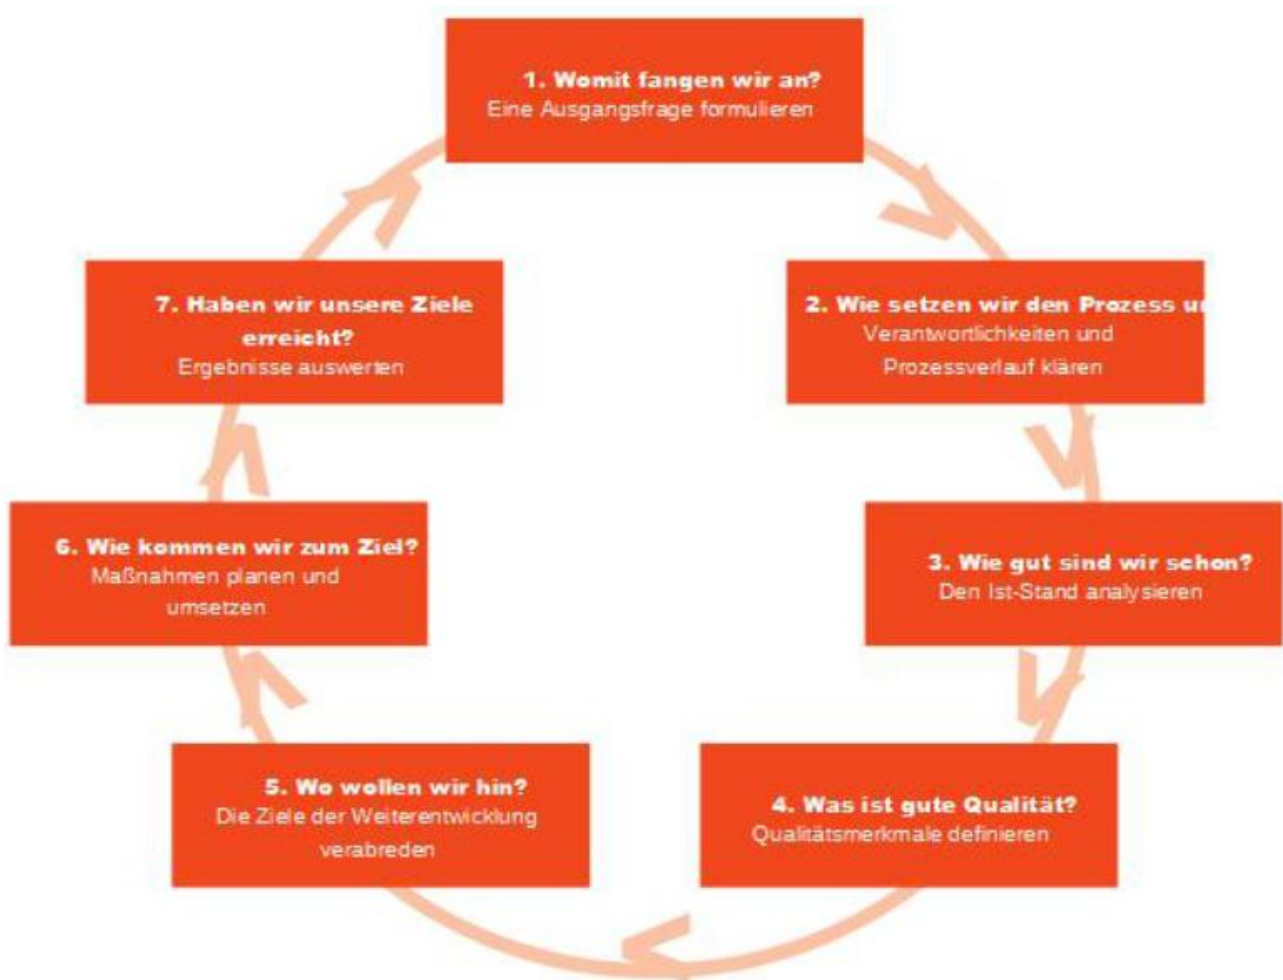 1. Womit fangen wir an?
Eine Ausgangsfrage formulieren
2. Wie setzen wir den Prozess
Verantwortlichkeiten und
Prozessverlauf klären
3. Wie gut sind wir schon?
Den Ist-Stand analysieren
4. Was ist gute Qualität?
Qualitätsmerkmale definieren
5. Wo wollen wir hin?
Die Ziele der Weiterentwicklung
verabreden
6. Wie kommen wir zum Ziel?
Maßnahmen planen und
umsetzen
7. Haben wir unsere Ziele
erreicht?
Ergebnisse auswerten